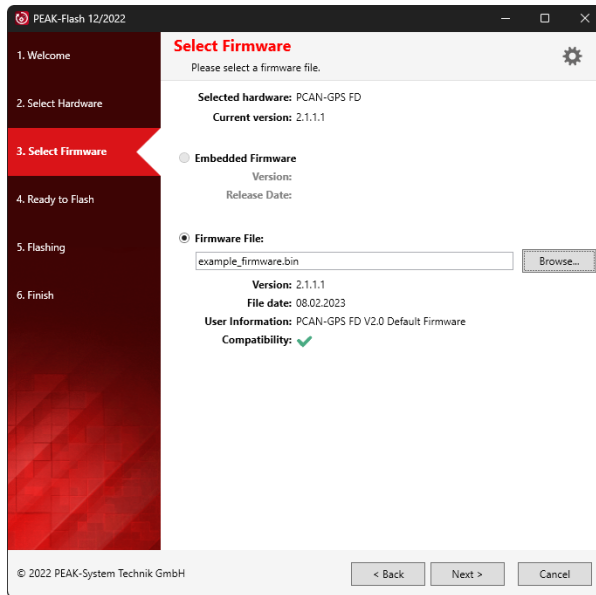 PEAK-Flash 12/2022
1. Welcome
2. Select Hardware
3. Select Firmware
4. Ready to Flash
5. Flashing
6. Finish
Select Firmware
Please select a firmware file.
Selected hardware: PCAN-GPS FD
Current version: 2.1.1.1
Embedded Firmware
Version:
Release Date:
Firmware File:
example_firmware.bin
Browse...
Version: 2.1.1.1
File date: 08.02.2023
User Information: PCAN-GPS FD V2.0 Default Firmware
Compatibility:
© 2022 PEAK-System Technik GmbH
< Back
Next >
Cancel